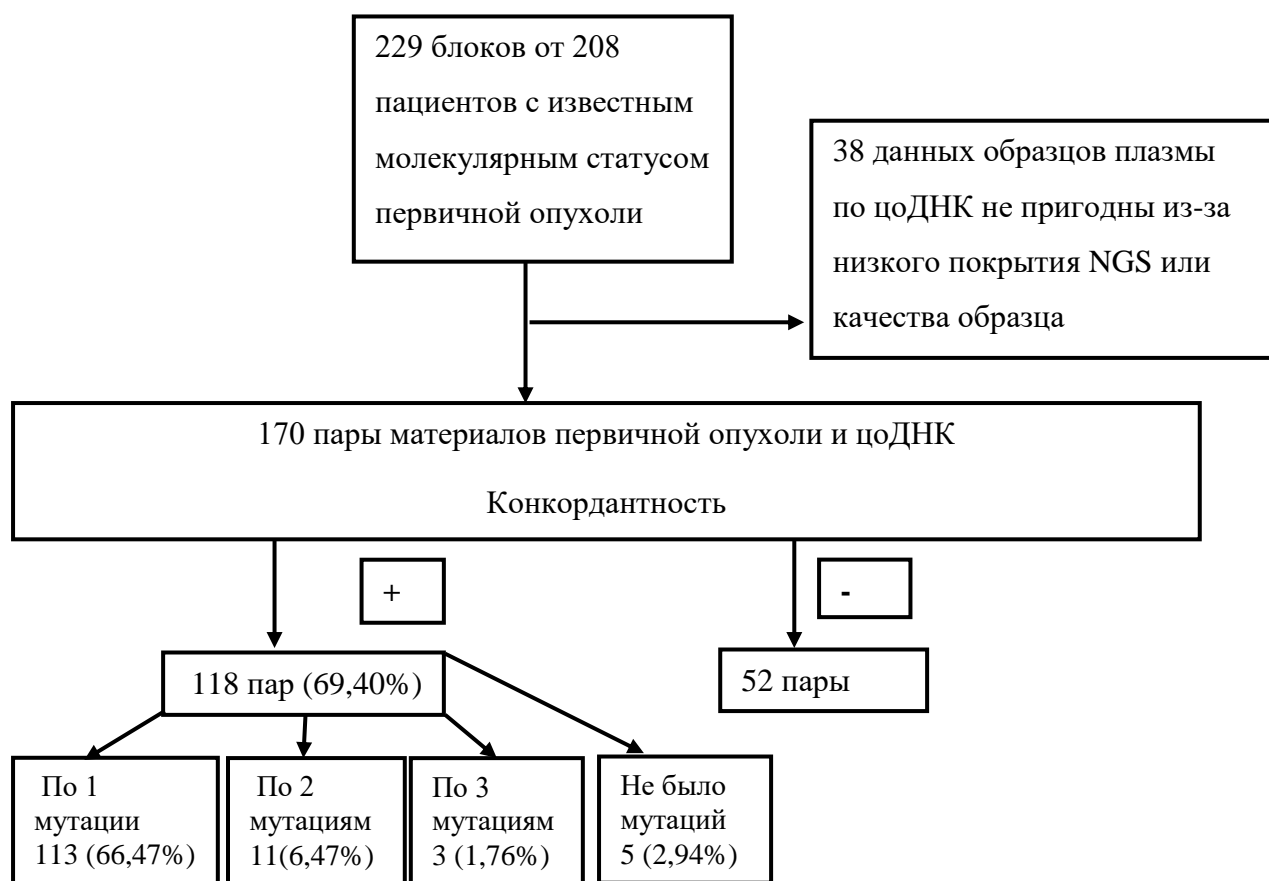 229 блоков от 208
пациентов с известным
молекулярным статусом
первичной опухоли
38 данных образцов плазмы
по цоДНК не пригодны из-за
низкого покрытия NGS или
качества образца
170 пары материалов первичной опухоли и цоДНК
Конкордантность
+
-
118 пар (69,40%)
52 пары
По 1
мутации
113 (66,47%)
По 2
мутациям
11(6,47%)
По 3
мутациям
3 (1,76%)
Не было
мутаций
5 (2,94%)